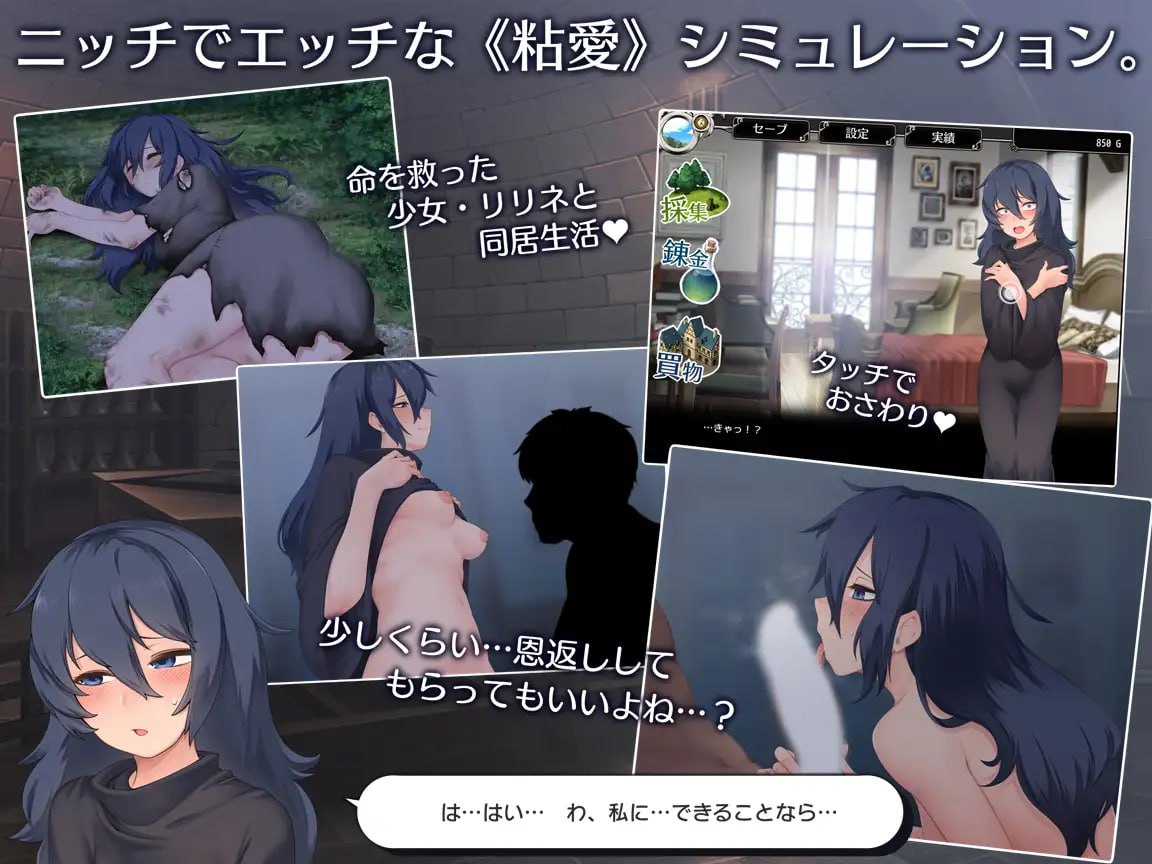 ニッチでエッチな《粘愛》シミュレーション。
命を救った
少女・リリネと
同居生活♥
セーブ
設定
実績
850 G
採集
錬金
買物
タッチで
おさわり♥
…きゃっ！？
少しくらい…恩返しして
もらってもいいよね…？
は…はい…　わ、私に…できることなら…